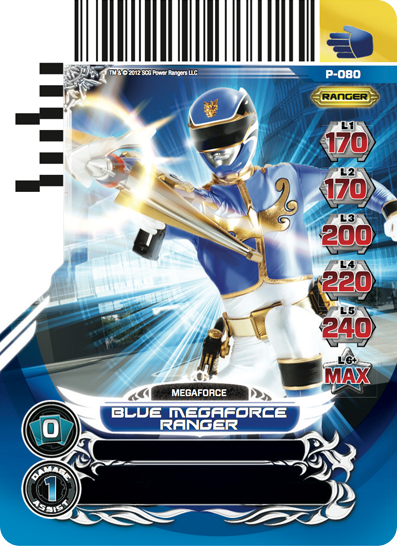 TM & © 2012 SCG Power Rangers LLC
P-080
RANGER
L1
170
L2
170
L3
200
L4
220
L5
240
L6+
MAX
MEGAFORCE
BLUE MEGAFORCE
RANGER
0
DAMAGE
1
ASSIST